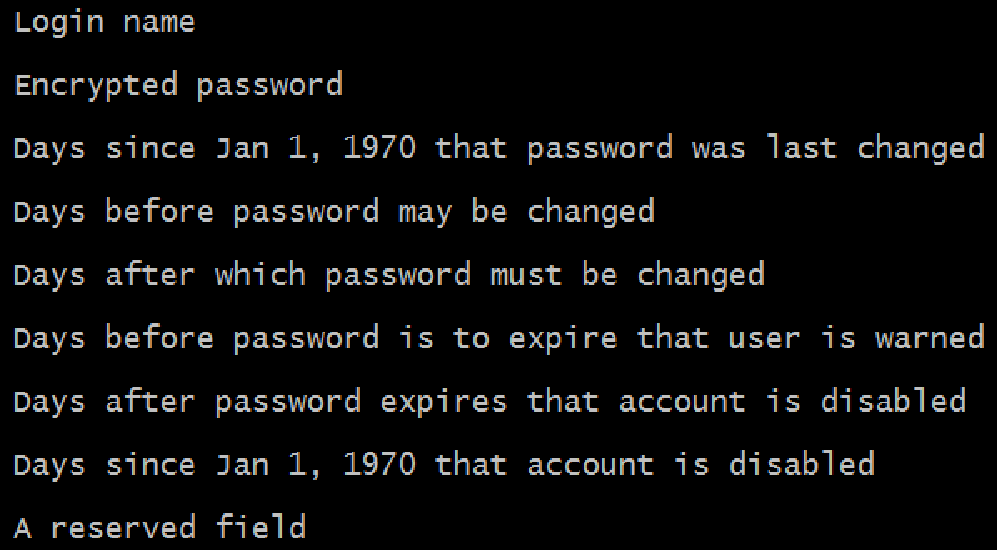 Login name
Encrypted password
Days since Jan 1, 1970 that password was last changed
Days before password may be changed
Days after which password must be changed
Days before password is to expire that user is warned
Days after password expires that account is disabled
Days since Jan 1, 1970 that account is disabled
A reserved field